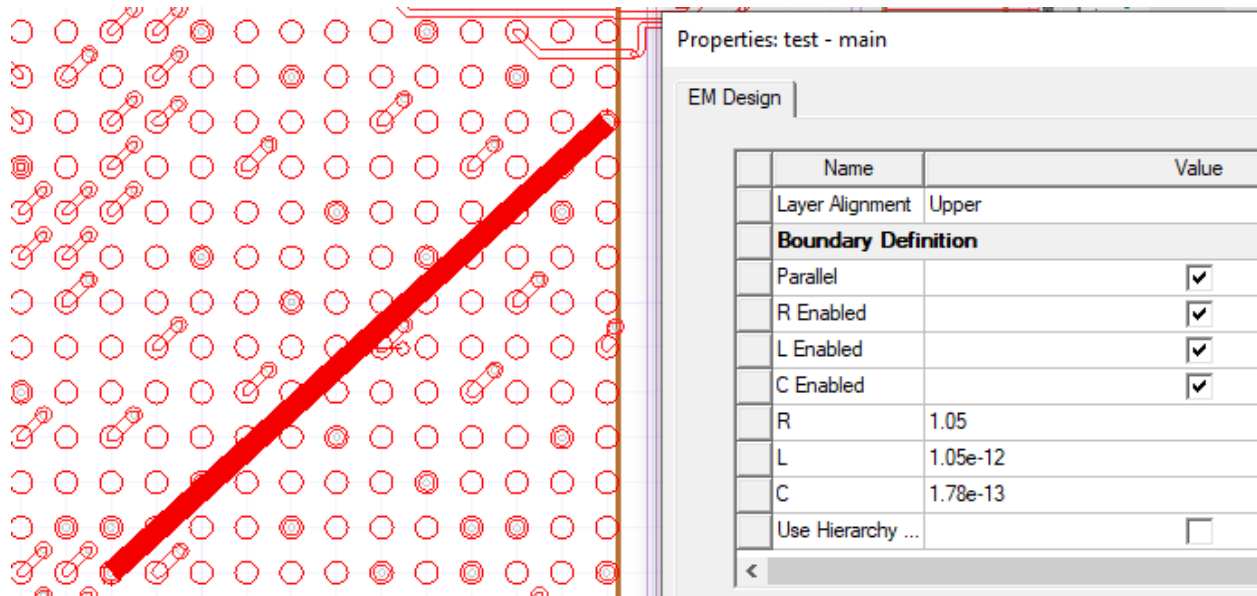 Properties: test - main
EM Design
Name Value
Layer Alignment Upper
Boundary Definition
Parallel
R Enabled
L Enabled
C Enabled
R 1.05
L 1.05e-12
C 1.78e-13
Use Hierarchy ...